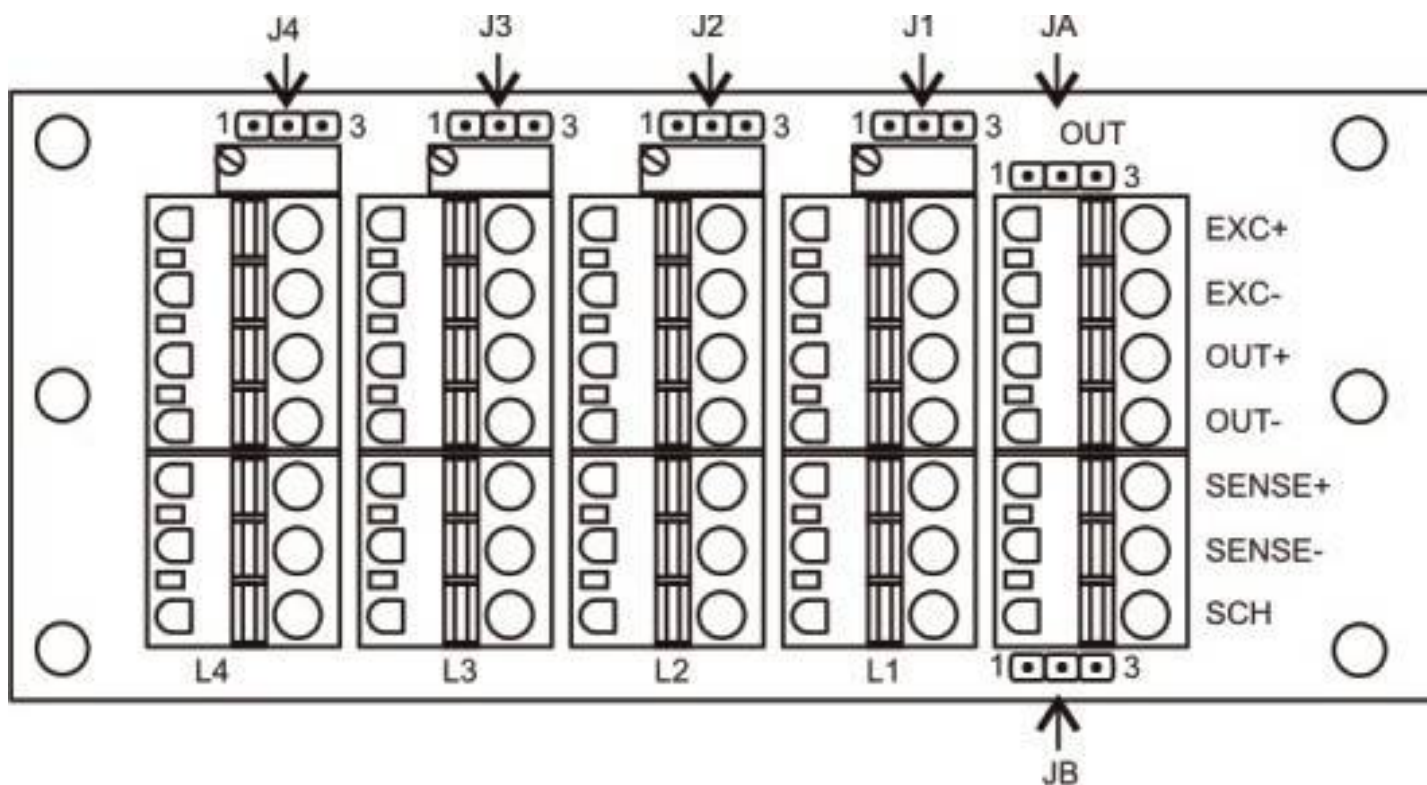 J4 J3 J2 J1 JA
1 3 1 3 1 3 1 3 OUT
1 3
EXC+
EXC-
OUT+
OUT-
SENSE+
SENSE-
SCH
L4 L3 L2 L1 1 3
JB